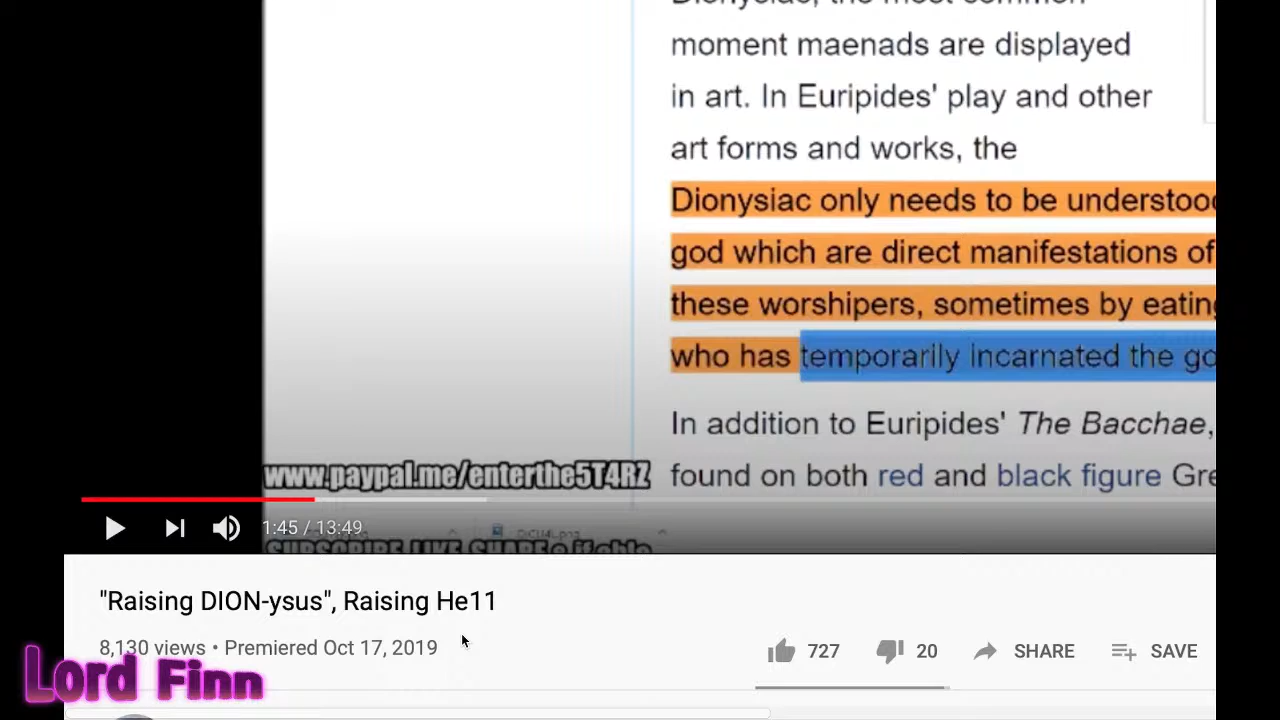 moment maenads are displayed
in art. In Euripides' play and other
art forms and works, the
Dionysiac only needs to be understood
god which are direct manifestations of
these worshipers, sometimes by eating
who has temporarily incarnated the go
In addition to Euripides' The Bacchae,
found on both red and black figure Gre
www.paypal.me/enterthe5T4RZ
1:45 / 13:49
SUBSCRIBE LIKE SHARE
"Raising DION-ysus", Raising He11
8,130 views • Premiered Oct 17, 2019
727 20 SHARE SAVE
Lord Finn